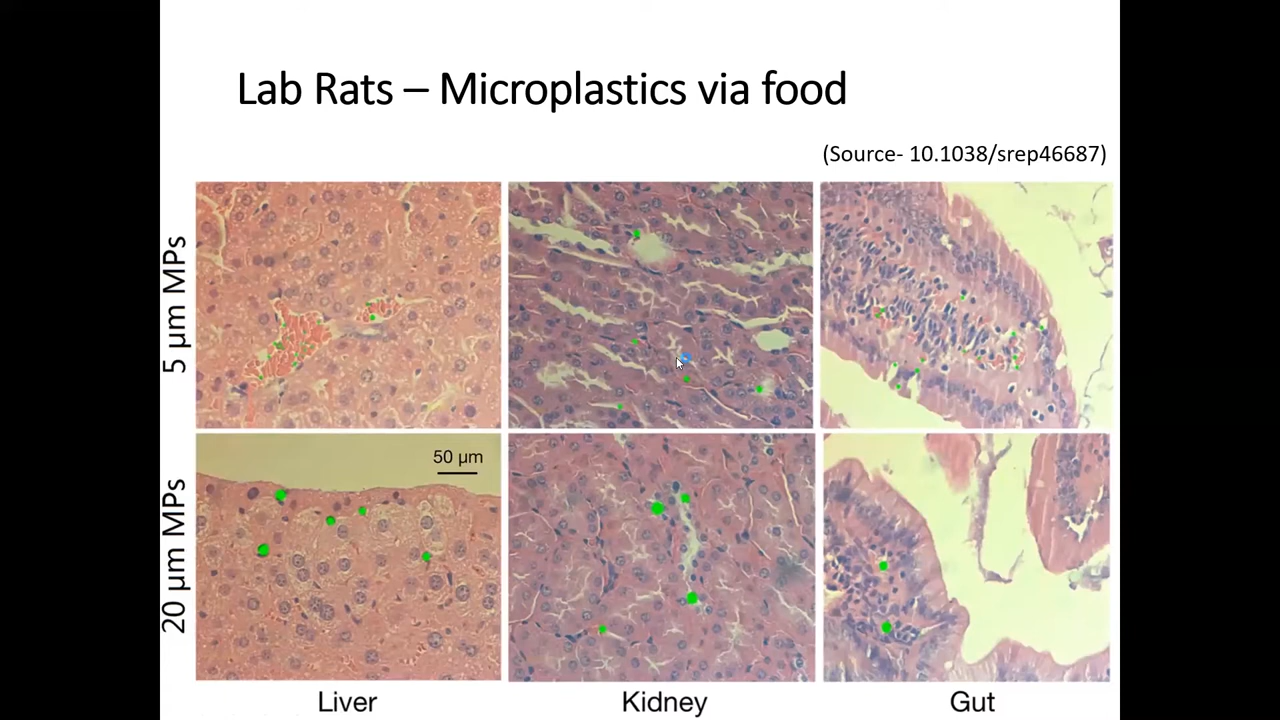 Lab Rats – Microplastics via food
(Source- 10.1038/srep46687)
5 μm MPs
50 μm
20 μm MPs
Liver
Kidney
Gut